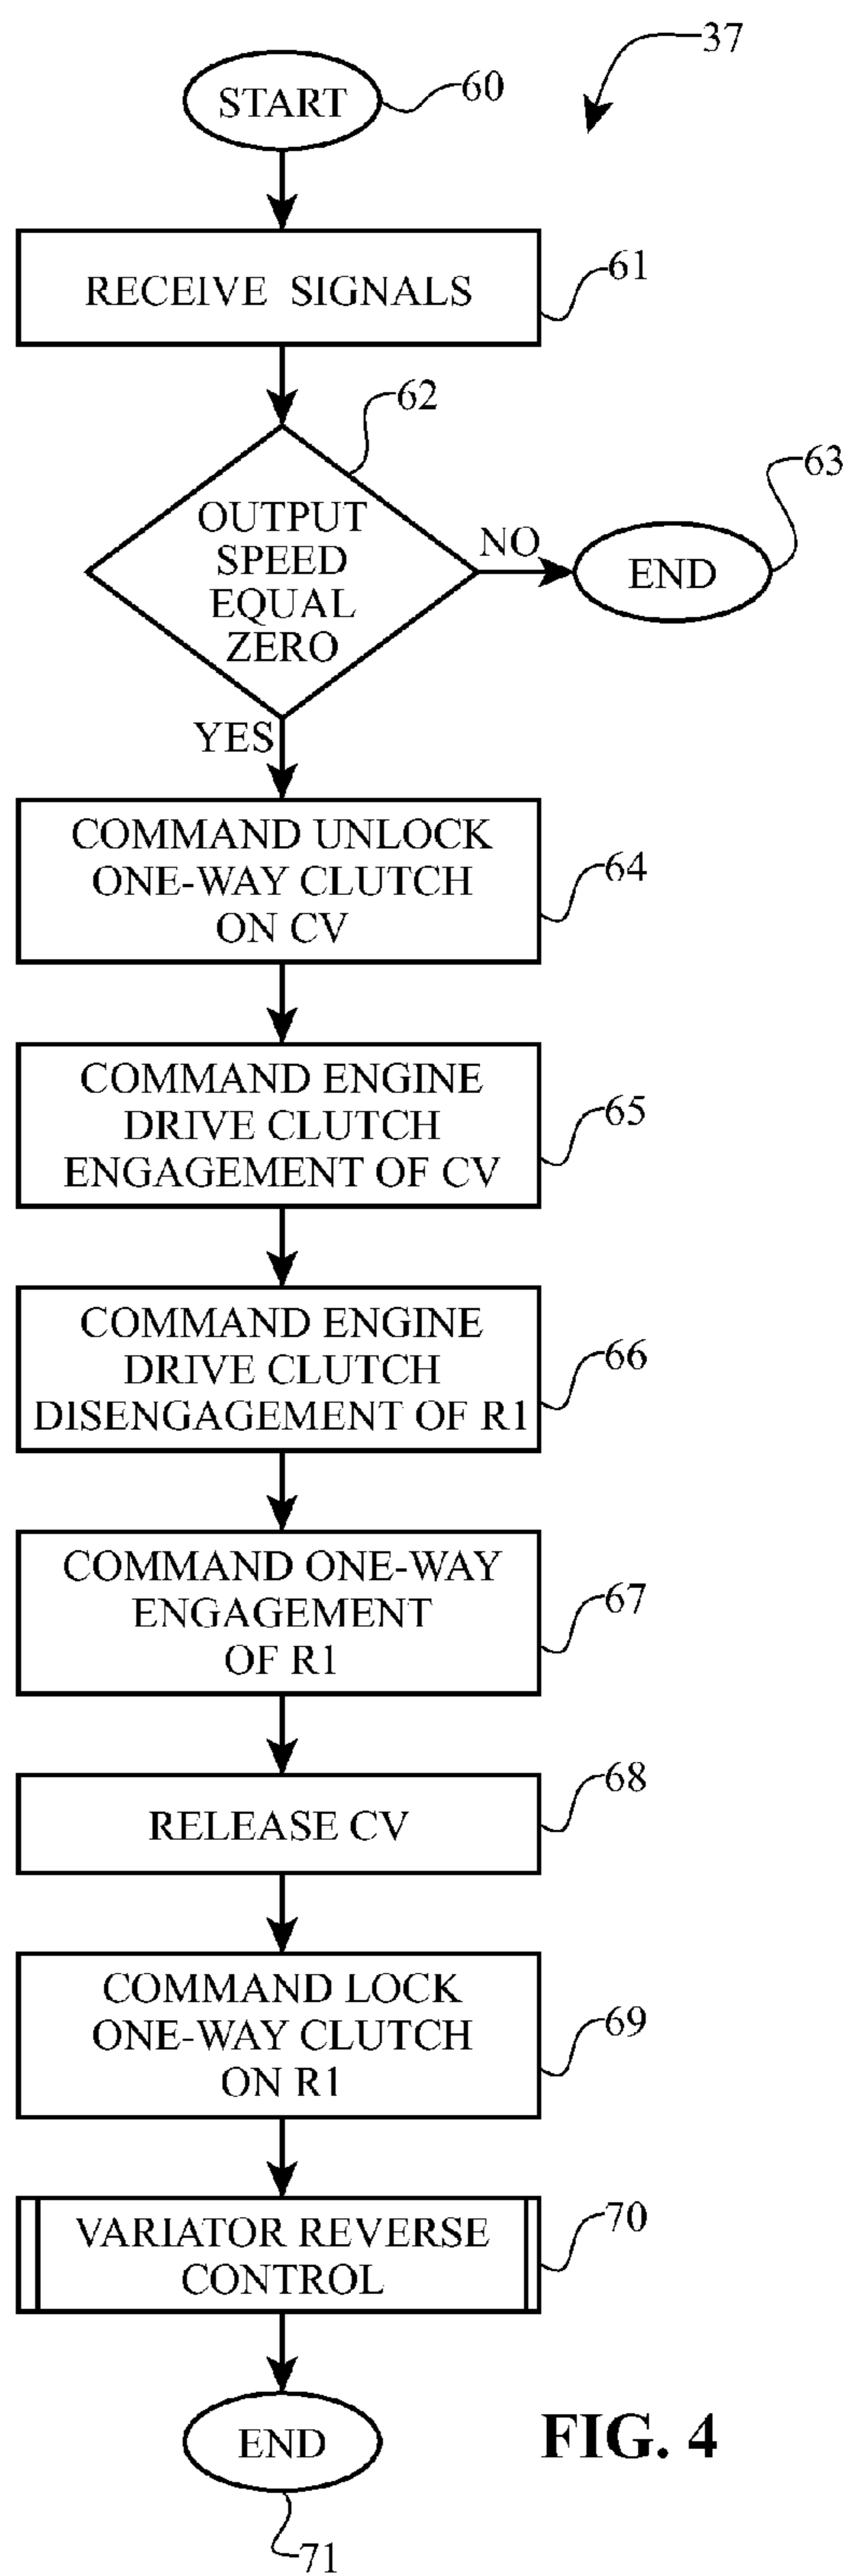 37
START
60
RECEIVE SIGNALS
61
62
OUTPUT
SPEED
EQUAL
ZERO
NO
END
63
YES
COMMAND UNLOCK
ONE-WAY CLUTCH
ON CV
64
COMMAND ENGINE
DRIVE CLUTCH
ENGAGEMENT OF CV
65
COMMAND ENGINE
DRIVE CLUTCH
DISENGAGEMENT OF R1
66
COMMAND ONE-WAY
ENGAGEMENT
OF R1
67
RELEASE CV
68
COMMAND LOCK
ONE-WAY CLUTCH
ON R1
69
VARIATOR REVERSE
CONTROL
70
END
71
FIG. 4